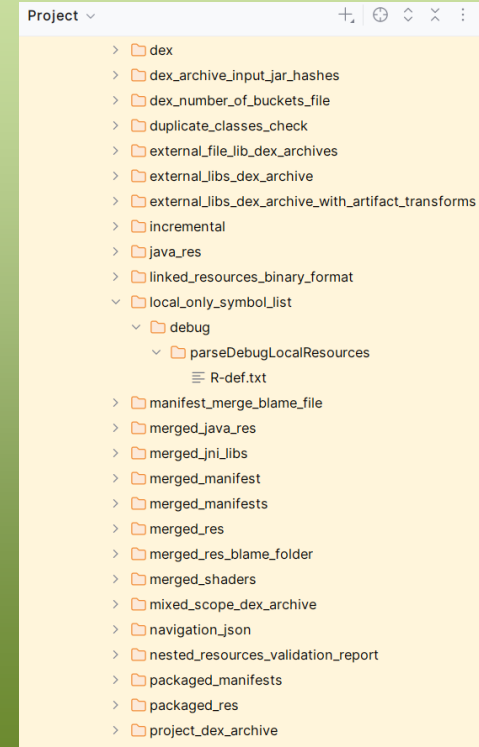 Project
dex
dex_archive_input_jar_hashes
dex_number_of_buckets_file
duplicate_classes_check
external_file_lib_dex_archives
external_libs_dex_archive
external_libs_dex_archive_with_artifact_transforms
incremental
java_res
linked_resources_binary_format
local_only_symbol_list
debug
parseDebugLocalResources
R-def.txt
manifest_merge_blame_file
merged_java_res
merged_jni_libs
merged_manifest
merged_manifests
merged_res
merged_res_blame_folder
merged_shaders
mixed_scope_dex_archive
navigation_json
nested_resources_validation_report
packaged_manifests
packaged_res
project_dex_archive